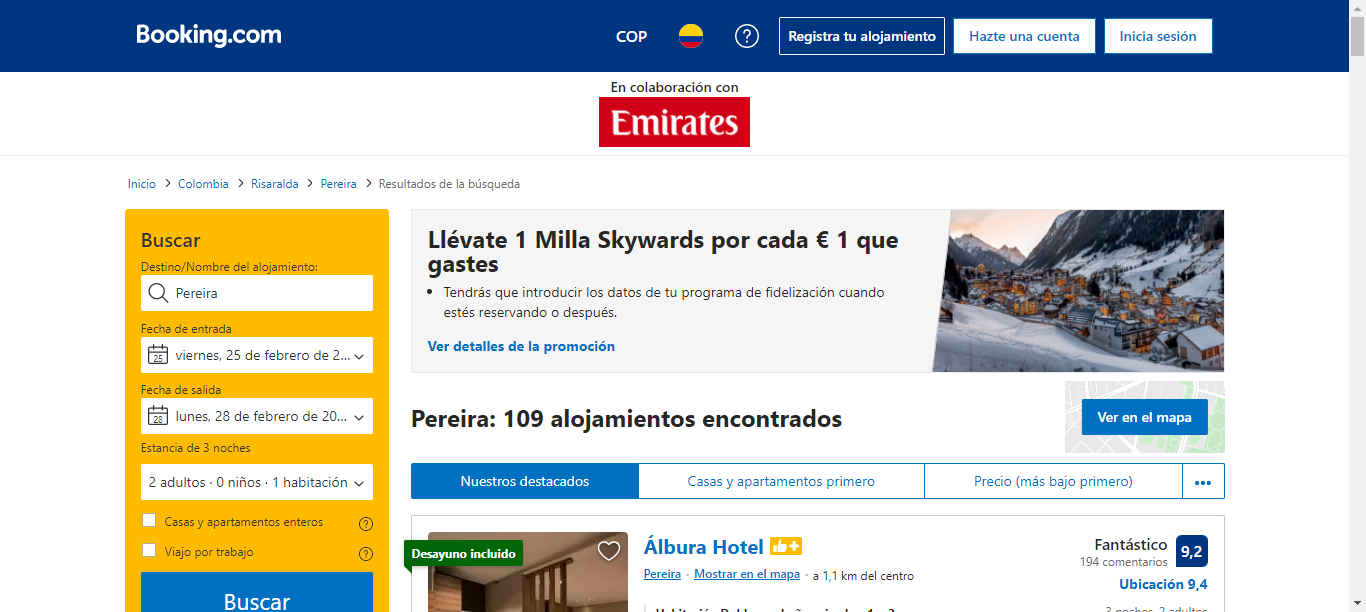 Booking.com
COP
Registra tu alojamiento
Hazte una cuenta
Inicia sesión
En colaboración con
Emirates
Inicio > Colombia > Risaralda > Pereira > Resultados de la búsqueda
Buscar
Destino/Nombre del alojamiento:
Pereira
Fecha de entrada
25 viernes, 25 de febrero de 2...
Fecha de salida
28 lunes, 28 de febrero de 20...
Estancia de 3 noches
2 adultos · 0 niños · 1 habitación
Casas y apartamentos enteros
Viajo por trabajo
Buscar
Llévate 1 Milla Skywards por cada € 1 que
gastes
• Tendrás que introducir los datos de tu programa de fidelización cuando
estés reservando o después.
Ver detalles de la promoción
Pereira: 109 alojamientos encontrados
Ver en el mapa
Nuestros destacados
Casas y apartamentos primero
Precio (más bajo primero)
...
Desayuno incluido
Álbura Hotel
Pereira · Mostrar en el mapa · a 1,1 km del centro
Fantástico
194 comentarios
9,2
Ubicación 9,4
3 noches, 2 adultos